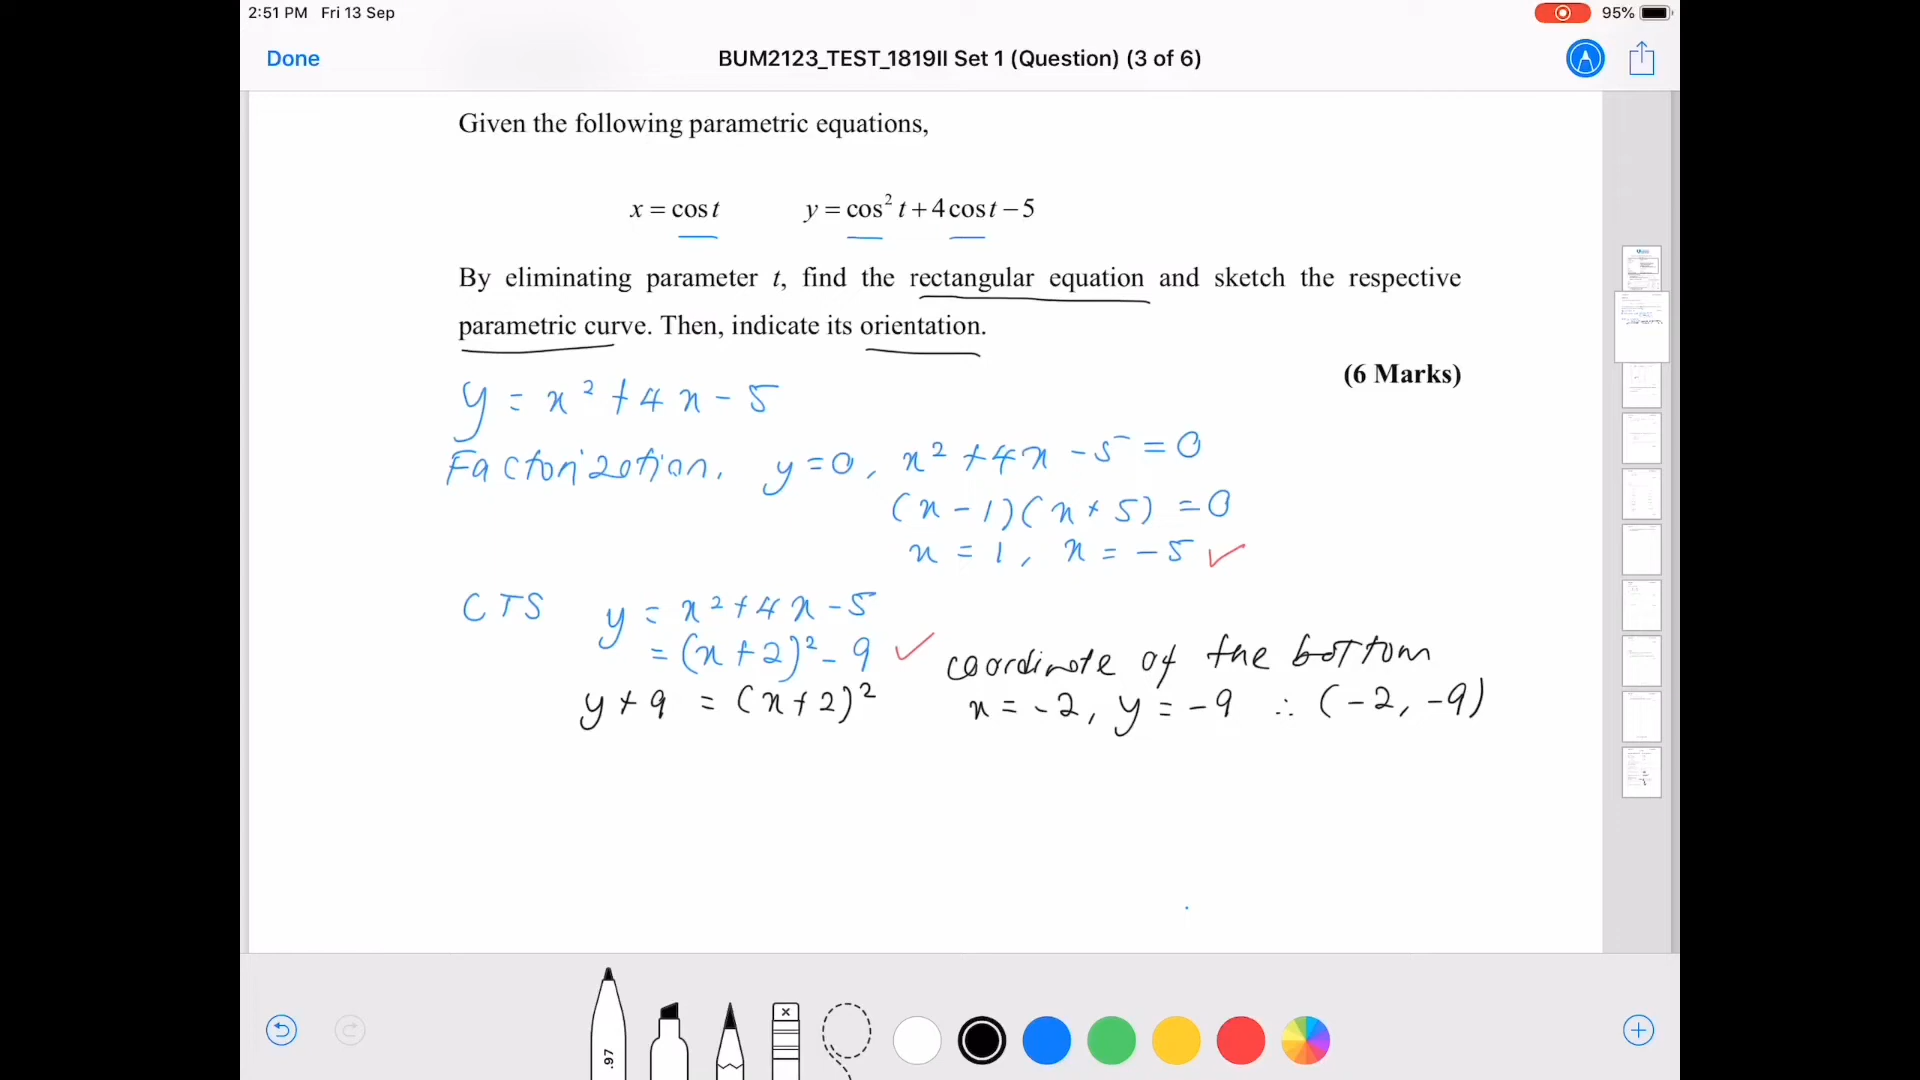 2:51 PM Fri 13 Sep
95%
Done
BUM2123_TEST_1819II Set 1 (Question) (3 of 6)
Given the following parametric equations,
x = cos t y = cos² t + 4 cos t − 5
By eliminating parameter t, find the rectangular equation and sketch the respective
parametric curve. Then, indicate its orientation.
(6 Marks)
y = x² + 4x − 5
Factorization. y = 0, x² + 4x − 5 = 0
(x − 1)(x + 5) = 0
x = 1, x = −5 ✓
CTS y = x² + 4x − 5
= (x + 2)² − 9 ✓
coordinate of the bottom
y + 9 = (x + 2)² x = −2, y = −9 ∴ (−2, −9)
.97